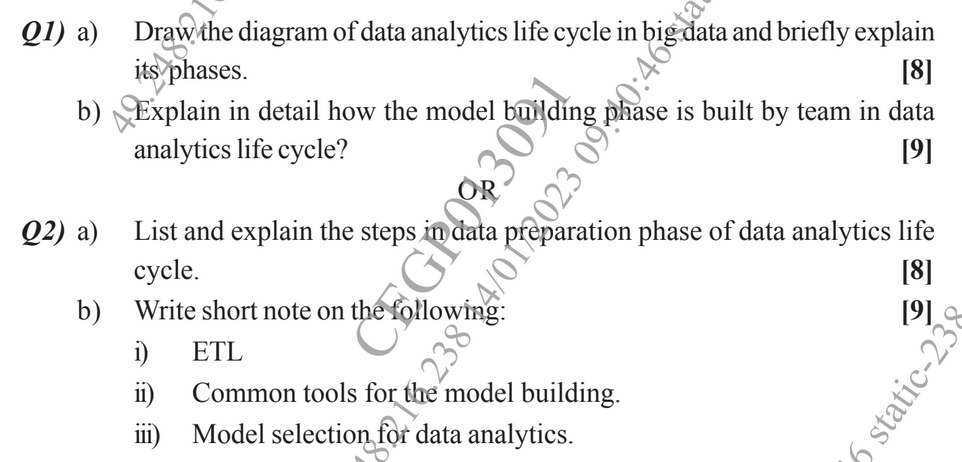 Q1) a) Draw the diagram of data analytics life cycle in big data and briefly explain
its phases. [8]
b) Explain in detail how the model building phase is built by team in data
analytics life cycle? [9]
OR
Q2) a) List and explain the steps in data preparation phase of data analytics life
cycle. [8]
b) Write short note on the following: [9]
i) ETL
ii) Common tools for the model building.
iii) Model selection for data analytics.
CEGP013091
49.248.216.238 14/01/2023 09:40:46 static-238